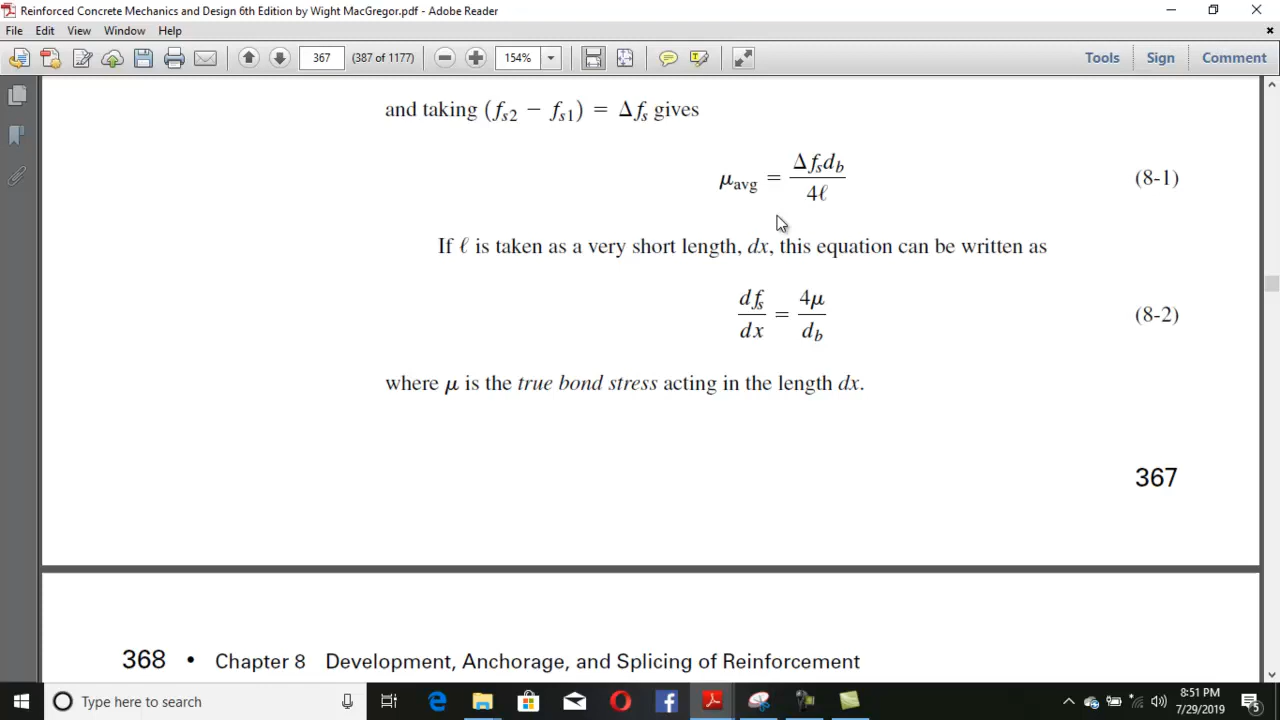 Reinforced Concrete Mechanics and Design 6th Edition by Wight MacGregor.pdf - Adobe Reader
File Edit View Window Help
367 (387 of 1177) 154% Tools Sign Comment
and taking (fs2 − fs1) = Δfs gives
μavg = Δfsdb / 4ℓ (8-1)
If ℓ is taken as a very short length, dx, this equation can be written as
dfs / dx = 4μ / db (8-2)
where μ is the true bond stress acting in the length dx.
367
368 • Chapter 8 Development, Anchorage, and Splicing of Reinforcement
Type here to search
8:51 PM
7/29/2019
5